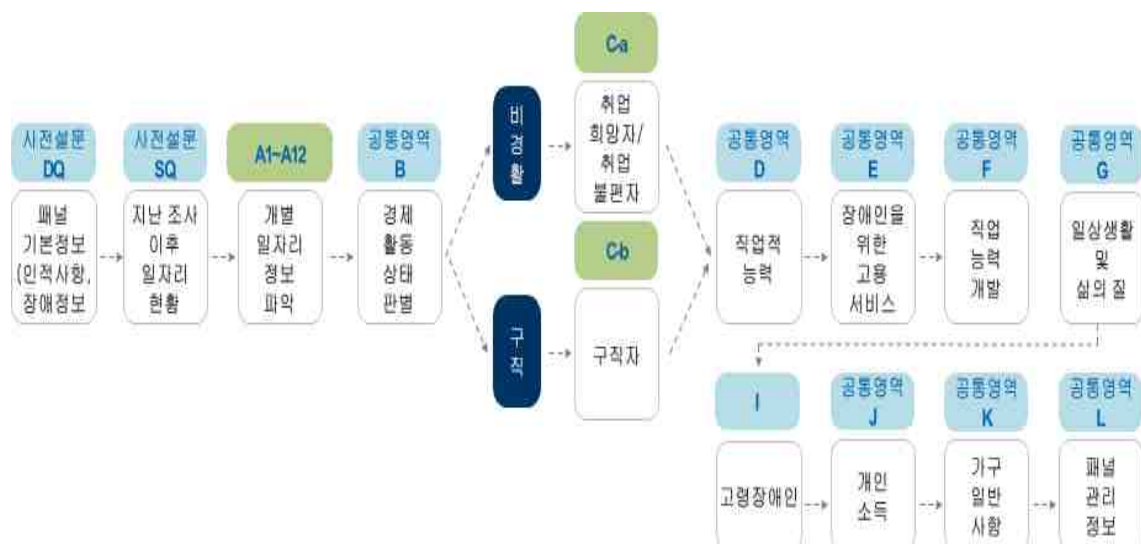 사전설문
DQ
패널
기본정보
(인적사항,
장애정보
사전설문
SQ
지난 조사
이후
일자리
현황
A1~A12
개별
일자리
정보
파악
공통영역
B
경제
활동
상태
판별
비경활
C-a
취업
희망자/
취업
불편자
구직
C-b
구직자
공통영역
D
직업적
능력
공통영역
E
장애인을
위한
고용
서비스
공통영역
F
직업
능력
개발
공통영역
G
일상생활
및
삶의 질
I
고령장애인
공통영역
J
개인
소득
공통영역
K
가구
일반
사항
공통영역
L
패널
관리
정보